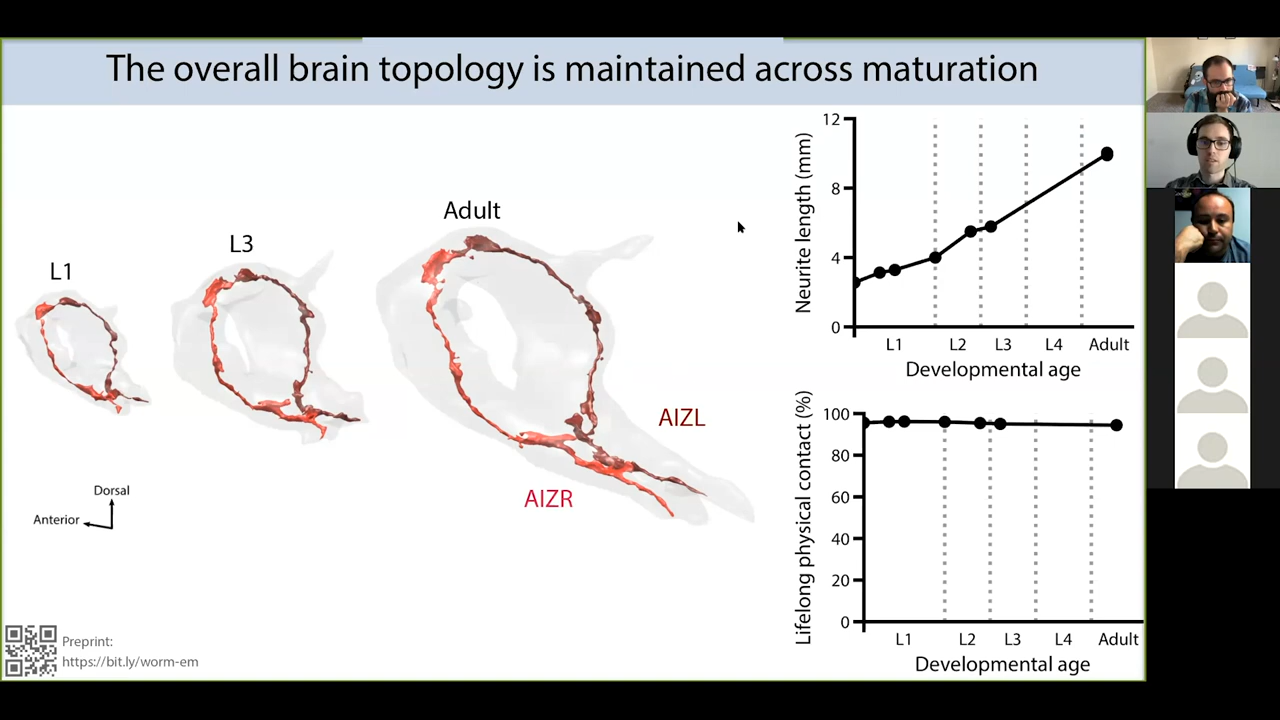 The overall brain topology is maintained across maturation
L1
L3
Adult
AIZL
AIZR
Dorsal
Anterior
Preprint:
https://bit.ly/worm-em
Neurite length (mm)
12
8
4
0
L1 L2 L3 L4 Adult
Developmental age
Lifelong physical contact (%)
100
80
60
40
20
0
L1 L2 L3 L4 Adult
Developmental age